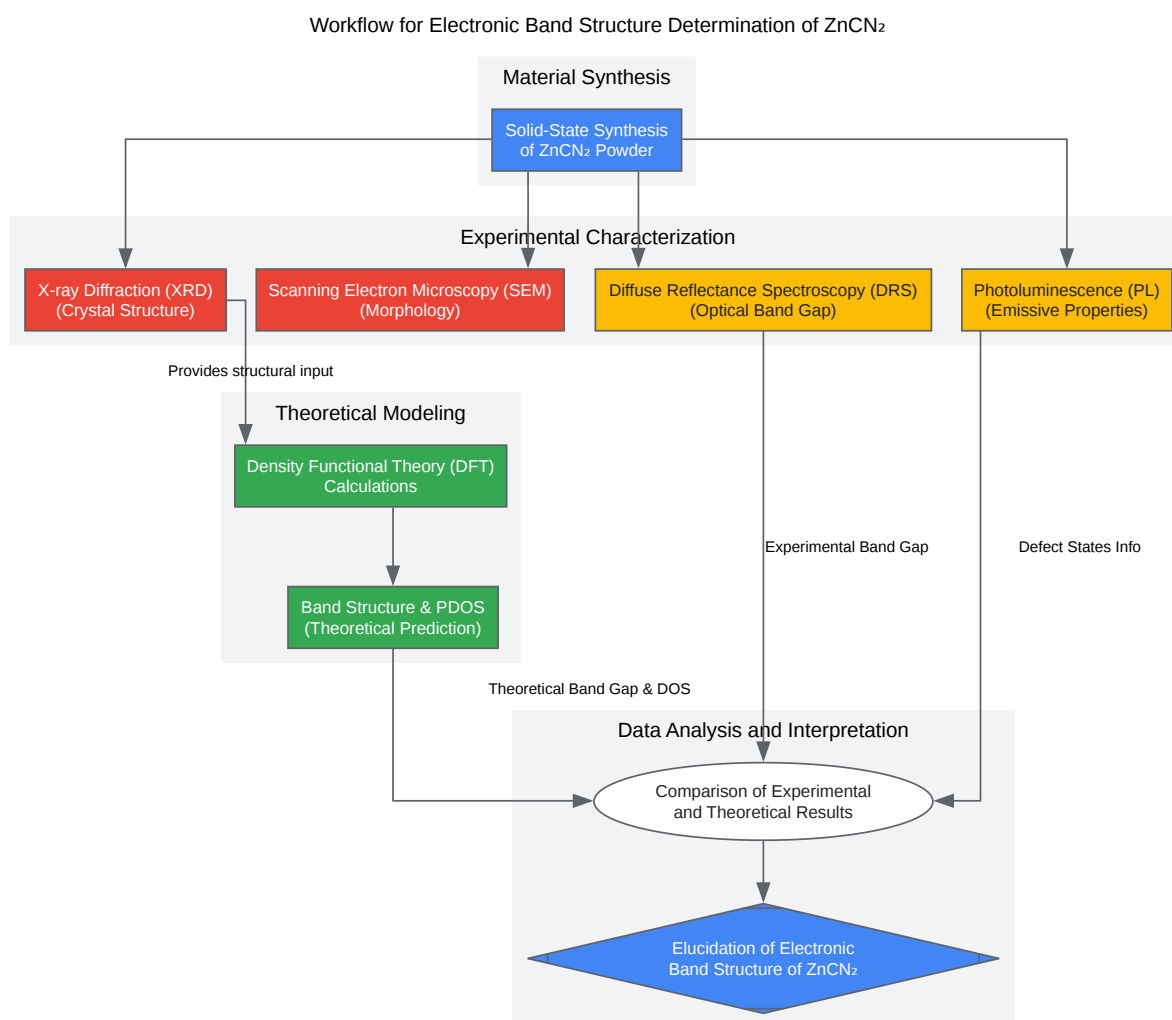 Workflow for Electronic Band Structure Determination of ZnCN₂
Material Synthesis
Solid-State Synthesis
of ZnCN₂ Powder
Experimental Characterization
X-ray Diffraction (XRD)
(Crystal Structure)
Scanning Electron Microscopy (SEM)
(Morphology)
Diffuse Reflectance Spectroscopy (DRS)
(Optical Band Gap)
Photoluminescence (PL)
(Emissive Properties)
Provides structural input
Theoretical Modeling
Density Functional Theory (DFT)
Calculations
Experimental Band Gap
Defect States Info
Band Structure & PDOS
(Theoretical Prediction)
Theoretical Band Gap & DOS
Data Analysis and Interpretation
Comparison of Experimental
and Theoretical Results
Elucidation of Electronic
Band Structure of ZnCN₂